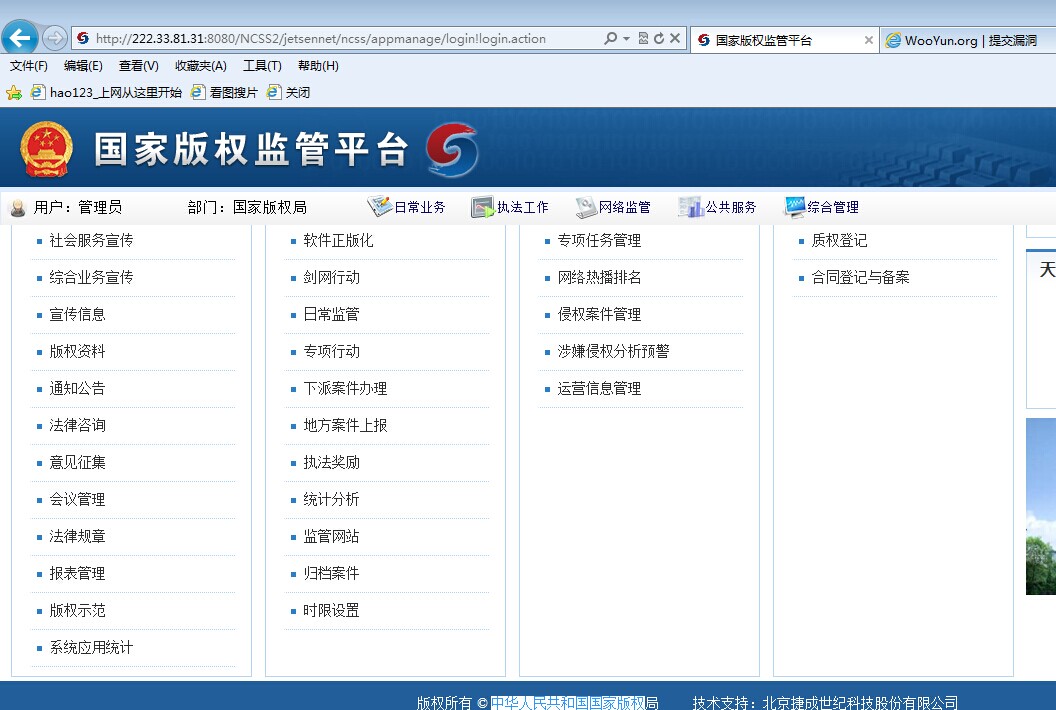 http://222.33.81.31:8080/NCSS2/jetsennet/ncss/appmanage/login!login.action
国家版权监管平台
WooYun.org | 提交漏洞
文件(F) 编辑(E) 查看(V) 收藏夹(A) 工具(T) 帮助(H)
hao123_上网从这里开始 看图搜片 关闭
国家版权监管平台
用户：管理员 部门：国家版权局 日常业务 执法工作 网络监管 公共服务 综合管理
社会服务宣传
综合业务宣传
宣传信息
版权资料
通知公告
法律咨询
意见征集
会议管理
法律规章
报表管理
版权示范
系统应用统计
软件正版化
剑网行动
日常监管
专项行动
下派案件办理
地方案件上报
执法奖励
统计分析
监管网站
归档案件
时限设置
专项任务管理
网络热播排名
侵权案件管理
涉嫌侵权分析预警
运营信息管理
质权登记
合同登记与备案
天
版权所有 © 中华人民共和国国家版权局 技术支持：北京捷成世纪科技股份有限公司